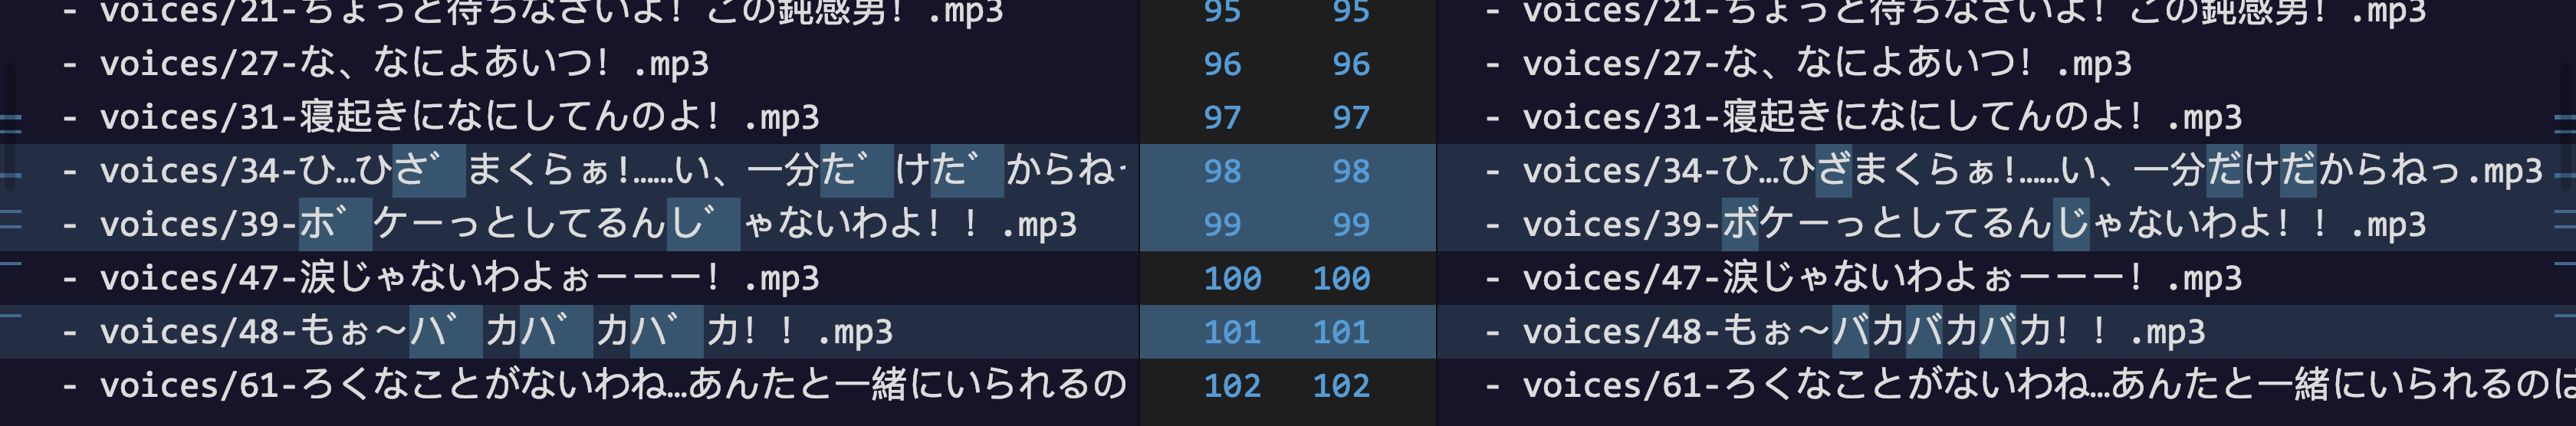 - voices/21-ちょっと待ちなさいよ！この鈍感男！.mp3
- voices/27-な、なによあいつ！.mp3
- voices/31-寝起きになにしてんのよ！.mp3
- voices/34-ひ…ひさ゛まくらぁ!……い、一分た゛けた゛からね
- voices/39-ホ゛ケーっとしてるんし゛ゃないわよ！！.mp3
- voices/47-涙じゃないわよぉーーー！.mp3
- voices/48-もぉ～ハ゛カハ゛カハ゛カ！！.mp3
- voices/61-ろくなことがないわね…あんたと一緒にいられるの
95 95
96 96
97 97
98 98
99 99
100 100
101 101
102 102
- voices/21-ちょっと待ちなさいよ！この鈍感男！.mp3
- voices/27-な、なによあいつ！.mp3
- voices/31-寝起きになにしてんのよ！.mp3
- voices/34-ひ…ひざまくらぁ!……い、一分だけだからねっ.mp3
- voices/39-ボケーっとしてるんじゃないわよ！！.mp3
- voices/47-涙じゃないわよぉーーー！.mp3
- voices/48-もぉ～バカバカバカ！！.mp3
- voices/61-ろくなことがないわね…あんたと一緒にいられるのは